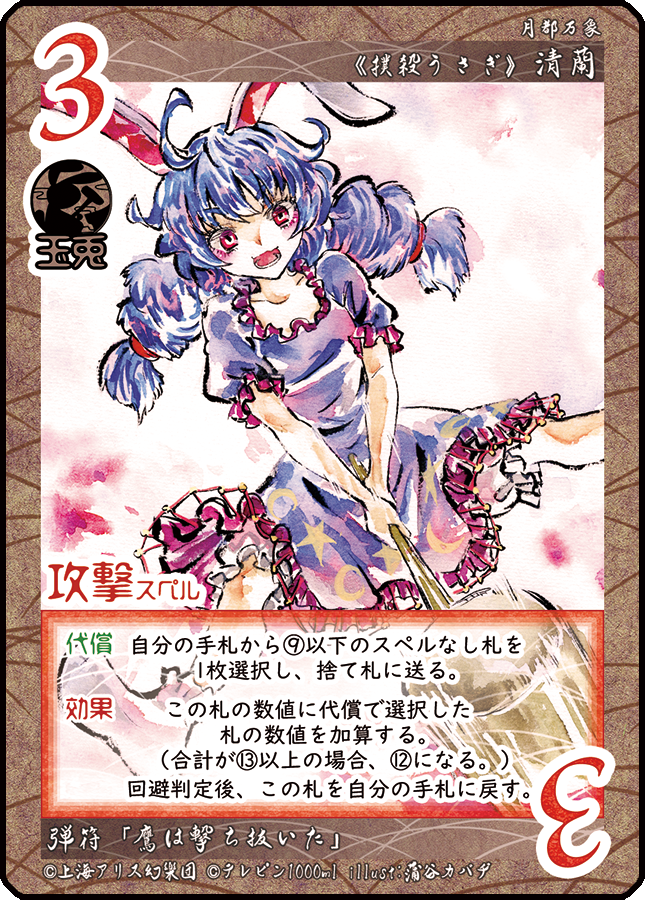 月都万象
3
《撲殺うさぎ》 清蘭
玉兎
攻撃スペル
代償 自分の手札から⑨以下のスペルなし札を
1枚選択し、捨て札に送る。
効果 この札の数値に代償で選択した
札の数値を加算する。
(合計が⑬以上の場合、⑫になる。)
回避判定後、この札を自分の手札に戻す。
3
弾符「鷹は撃ち抜いた」
©上海アリス幻樂団 ©テレピン1000ml illust:蒲谷カバヂ